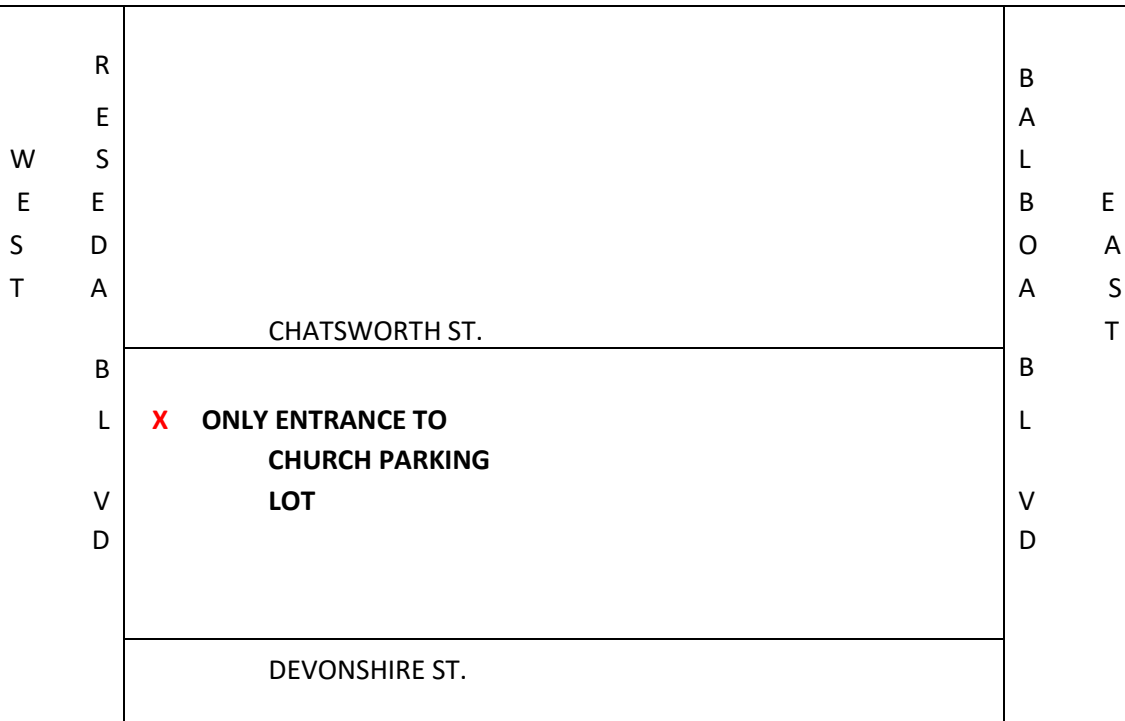 WEST
RESEDA BLVD
CHATSWORTH ST.
X ONLY ENTRANCE TO
CHURCH PARKING
LOT
DEVONSHIRE ST.
BALBOA BLVD
EAST